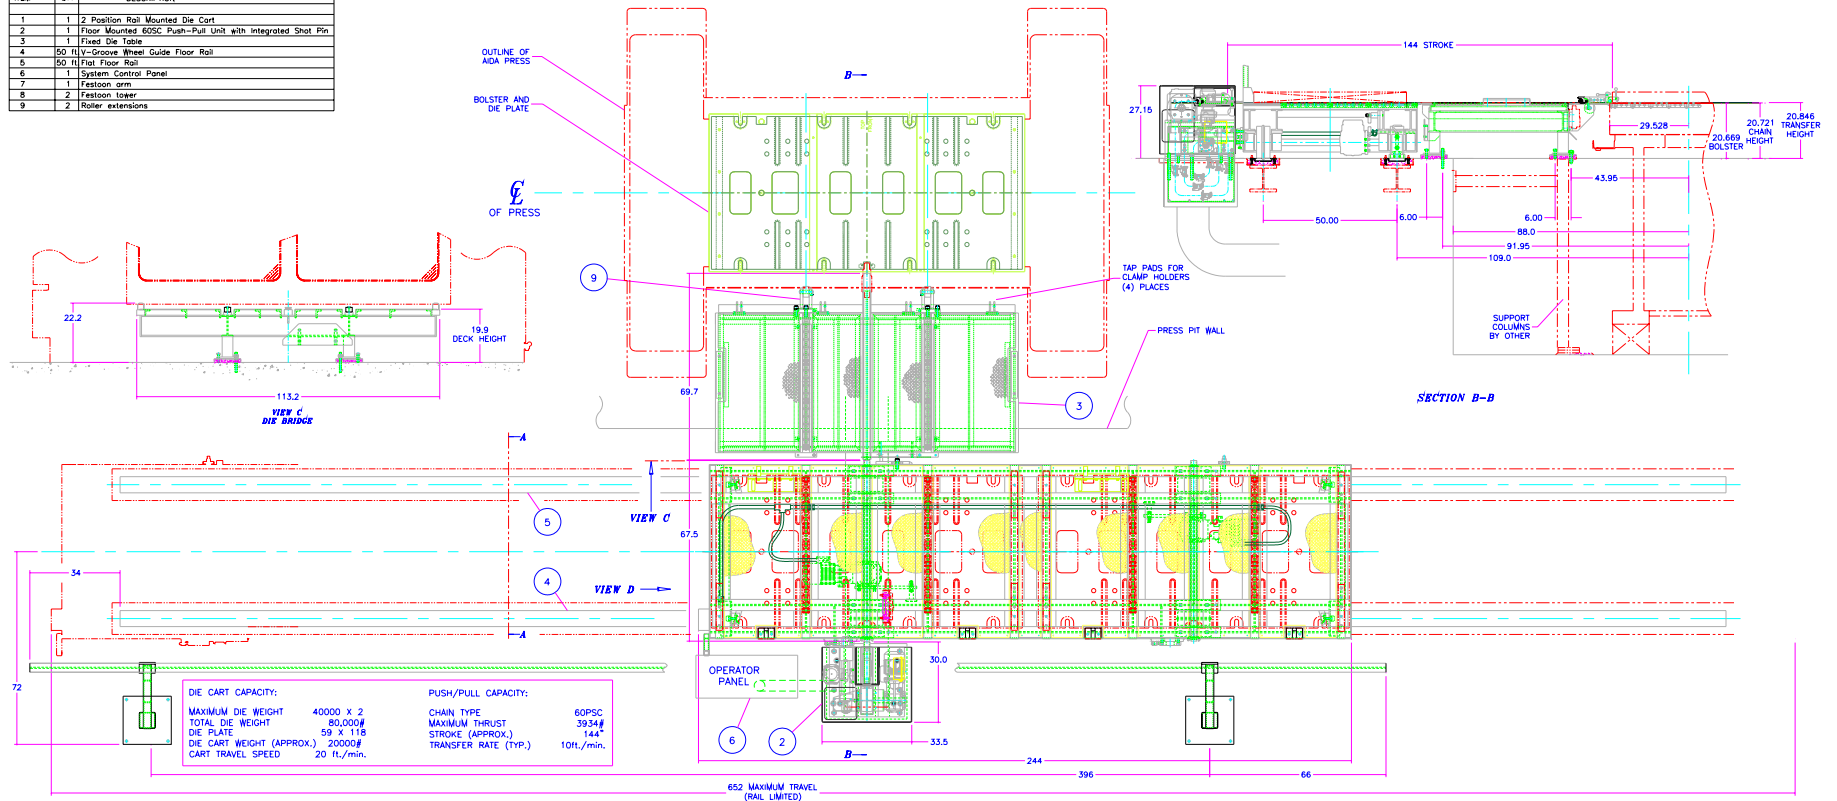 1 1 2 Position Rail Mounted Die Cart
2 1 Floor Mounted 60SC Push-Pull Unit with Integrated Shot Pin
3 1 Fixed Die Table
4 50 ft V-Groove Wheel Guide Floor Rail
5 50 ft Flat Floor Rail
6 1 System Control Panel
7 1 Festoon arm
8 2 Festoon tower
9 2 Roller extensions
OUTLINE OF
AIDA PRESS
BOLSTER AND
DIE PLATE
B
CL
OF PRESS
9
TAP PADS FOR
CLAMP HOLDERS
(4) PLACES
PRESS PIT WALL
3
69.7
67.5
144 STROKE
27.15
29.528
20.669
BOLSTER
20.721
CHAIN
HEIGHT
20.846
TRANSFER
HEIGHT
43.95
50.00
6.00
6.00
88.0
91.95
109.0
SUPPORT
COLUMNS
BY OTHER
SECTION B-B
22.2
19.9
DECK HEIGHT
113.2
VIEW C
DIE BRIDGE
A
5
VIEW C
34
4
VIEW D
A
72
OPERATOR
PANEL
30.0
6
2
33.5
B
244
396
66
652 MAXIMUM TRAVEL
(RAIL LIMITED)
DIE CART CAPACITY:
MAXIMUM DIE WEIGHT 40000 X 2
TOTAL DIE WEIGHT 80,000#
DIE PLATE 59 X 118
DIE CART WEIGHT (APPROX.) 20000#
CART TRAVEL SPEED 20 ft./min.
PUSH/PULL CAPACITY:
CHAIN TYPE 60PSC
MAXIMUM THRUST 3934#
STROKE (APPROX.) 144"
TRANSFER RATE (TYP.) 10ft./min.